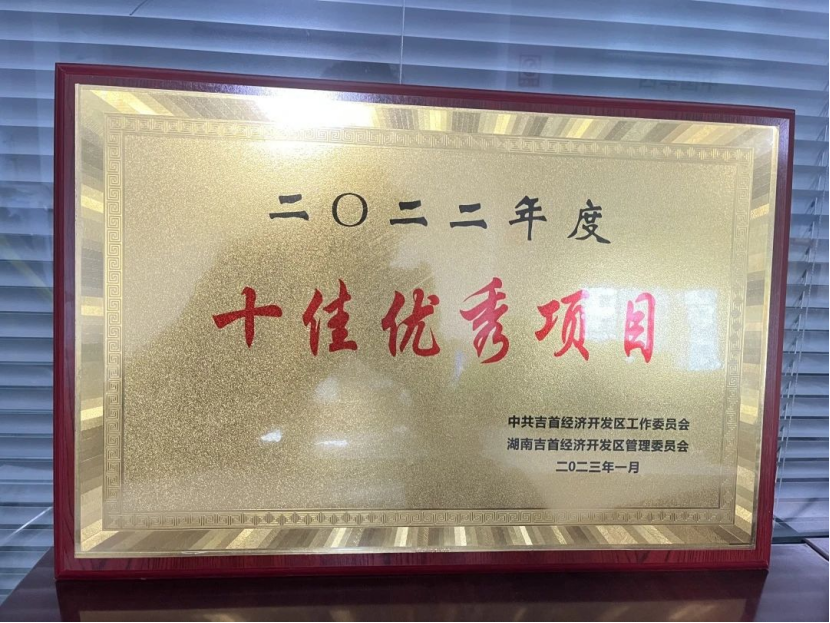 二〇二二年度
十佳优秀项目
中共吉首经济开发区工作委员会
湖南吉首经济开发区管理委员会
二0二三年一月